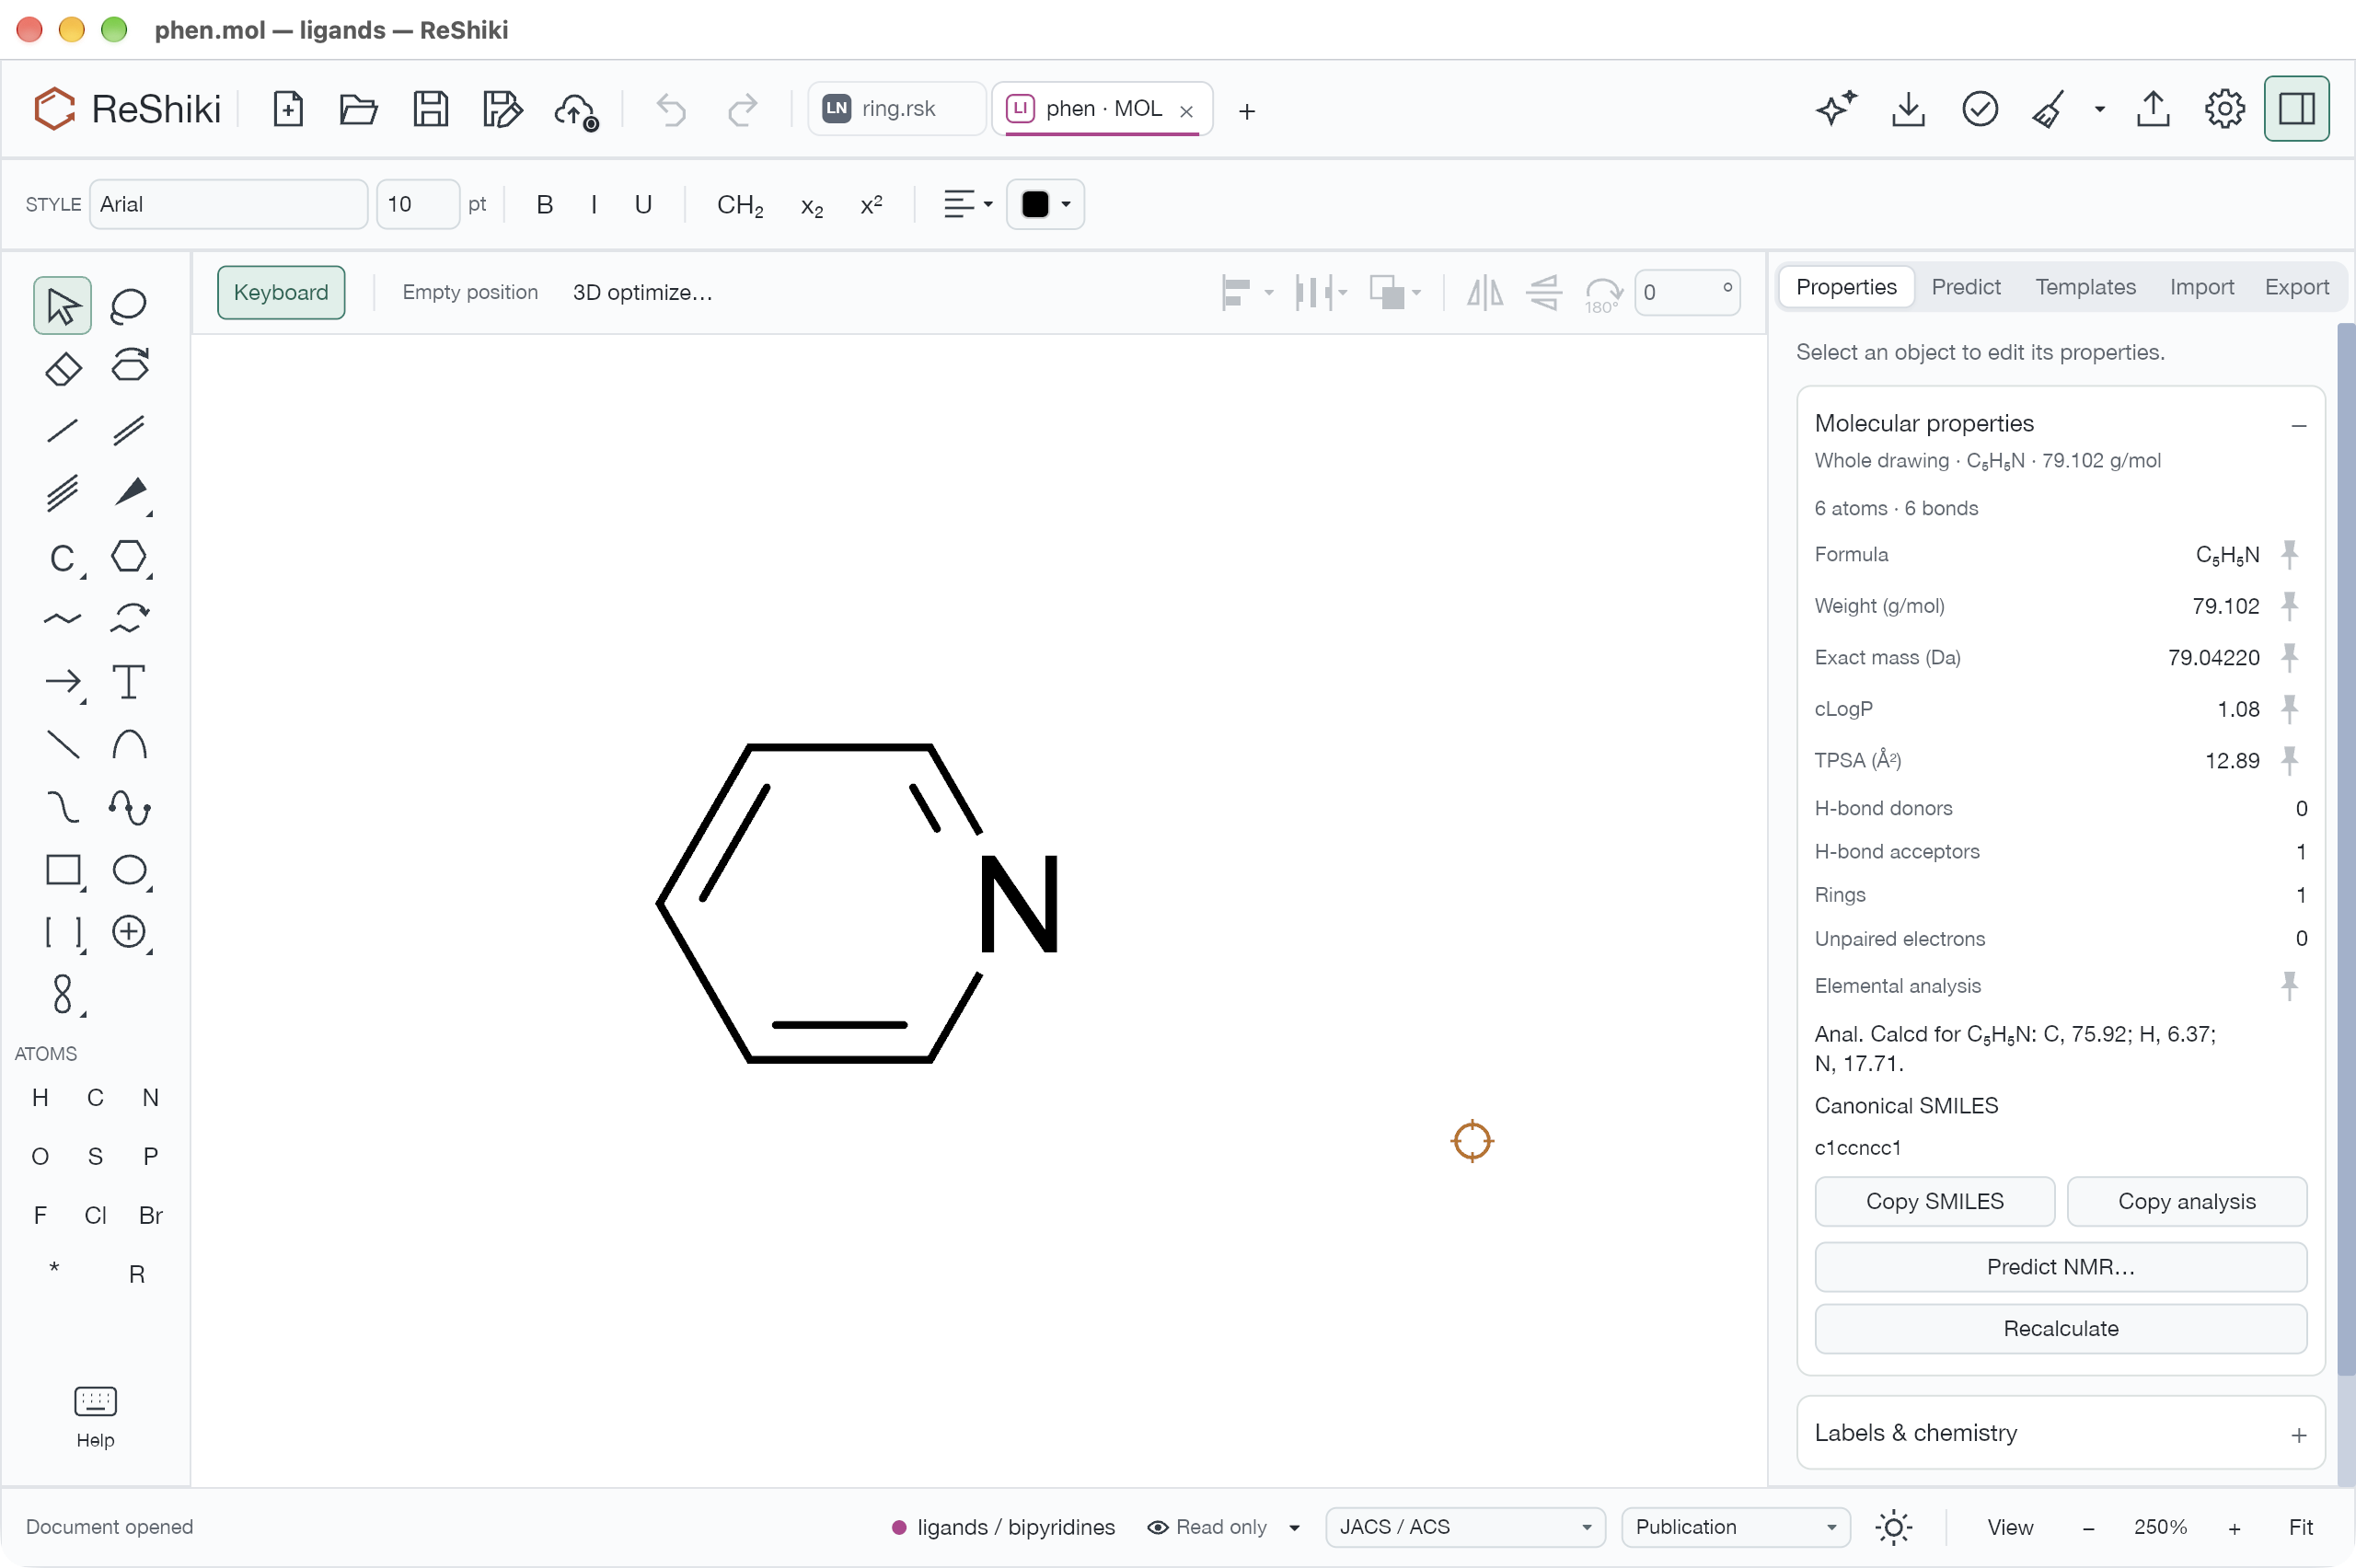 phen.mol — ligands — ReShiki
ReShiki
LN ring.rsk
LI phen · MOL
STYLE Arial 10 pt B I U CH₂ x₂ x²
Keyboard Empty position 3D optimize...
180° 0 °
Properties Predict Templates Import Export
Select an object to edit its properties.
Molecular properties
Whole drawing · C₅H₅N · 79.102 g/mol
6 atoms · 6 bonds
Formula C₅H₅N
Weight (g/mol) 79.102
Exact mass (Da) 79.04220
cLogP 1.08
TPSA (Å²) 12.89
H-bond donors 0
H-bond acceptors 1
Rings 1
Unpaired electrons 0
Elemental analysis
Anal. Calcd for C₅H₅N: C, 75.92; H, 6.37;
N, 17.71.
Canonical SMILES
c1ccncc1
Copy SMILES Copy analysis
Predict NMR...
Recalculate
Labels & chemistry
C
T
N
ATOMS
H C N
O S P
F Cl Br
* R
Help
Document opened ligands / bipyridines Read only JACS / ACS Publication View – 250% + Fit